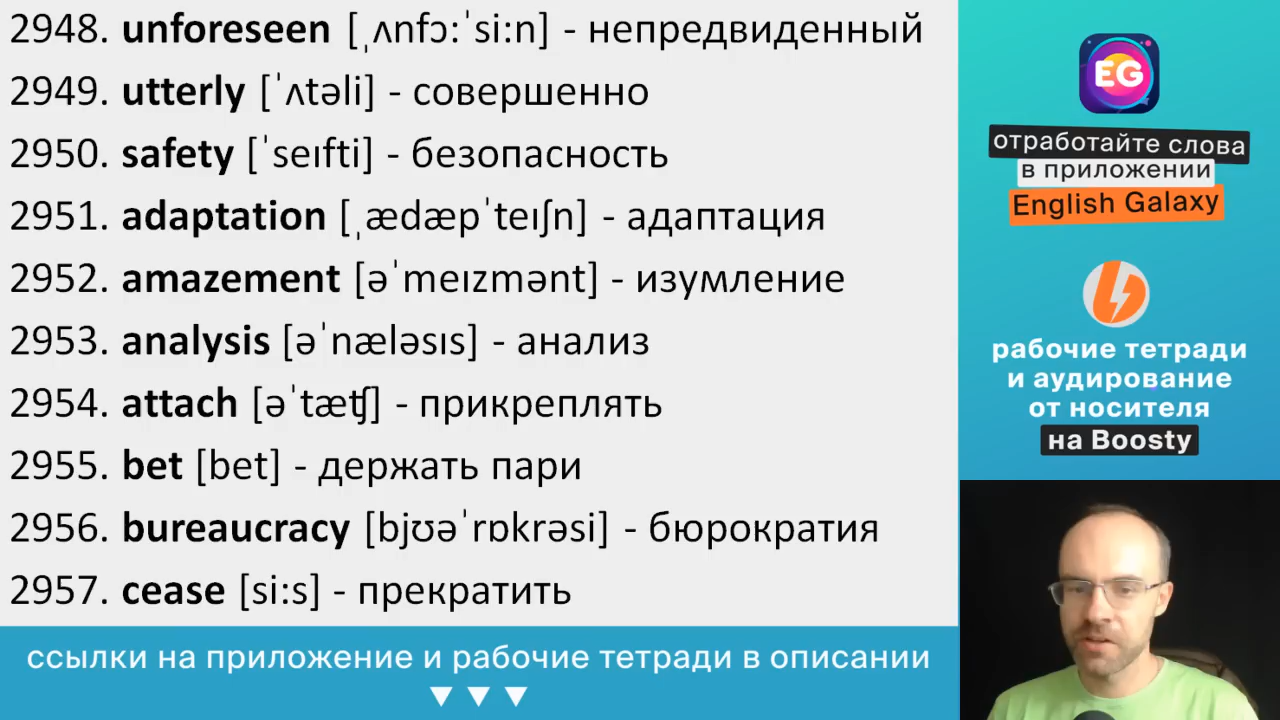 2948. unforeseen [ˌʌnfɔːˈsiːn] - непредвиденный
2949. utterly [ˈʌtəli] - совершенно
2950. safety [ˈseɪfti] - безопасность
2951. adaptation [ˌædæpˈteɪʃn] - адаптация
2952. amazement [əˈmeɪzmənt] - изумление
2953. analysis [əˈnæləsɪs] - анализ
2954. attach [əˈtæʧ] - прикреплять
2955. bet [bet] - держать пари
2956. bureaucracy [bjʊəˈrɒkrəsi] - бюрократия
2957. cease [siːs] - прекратить
ссылки на приложение и рабочие тетради в описании
EG
отработайте слова
в приложении
English Galaxy
рабочие тетради
и аудирование
от носителя
на Boosty